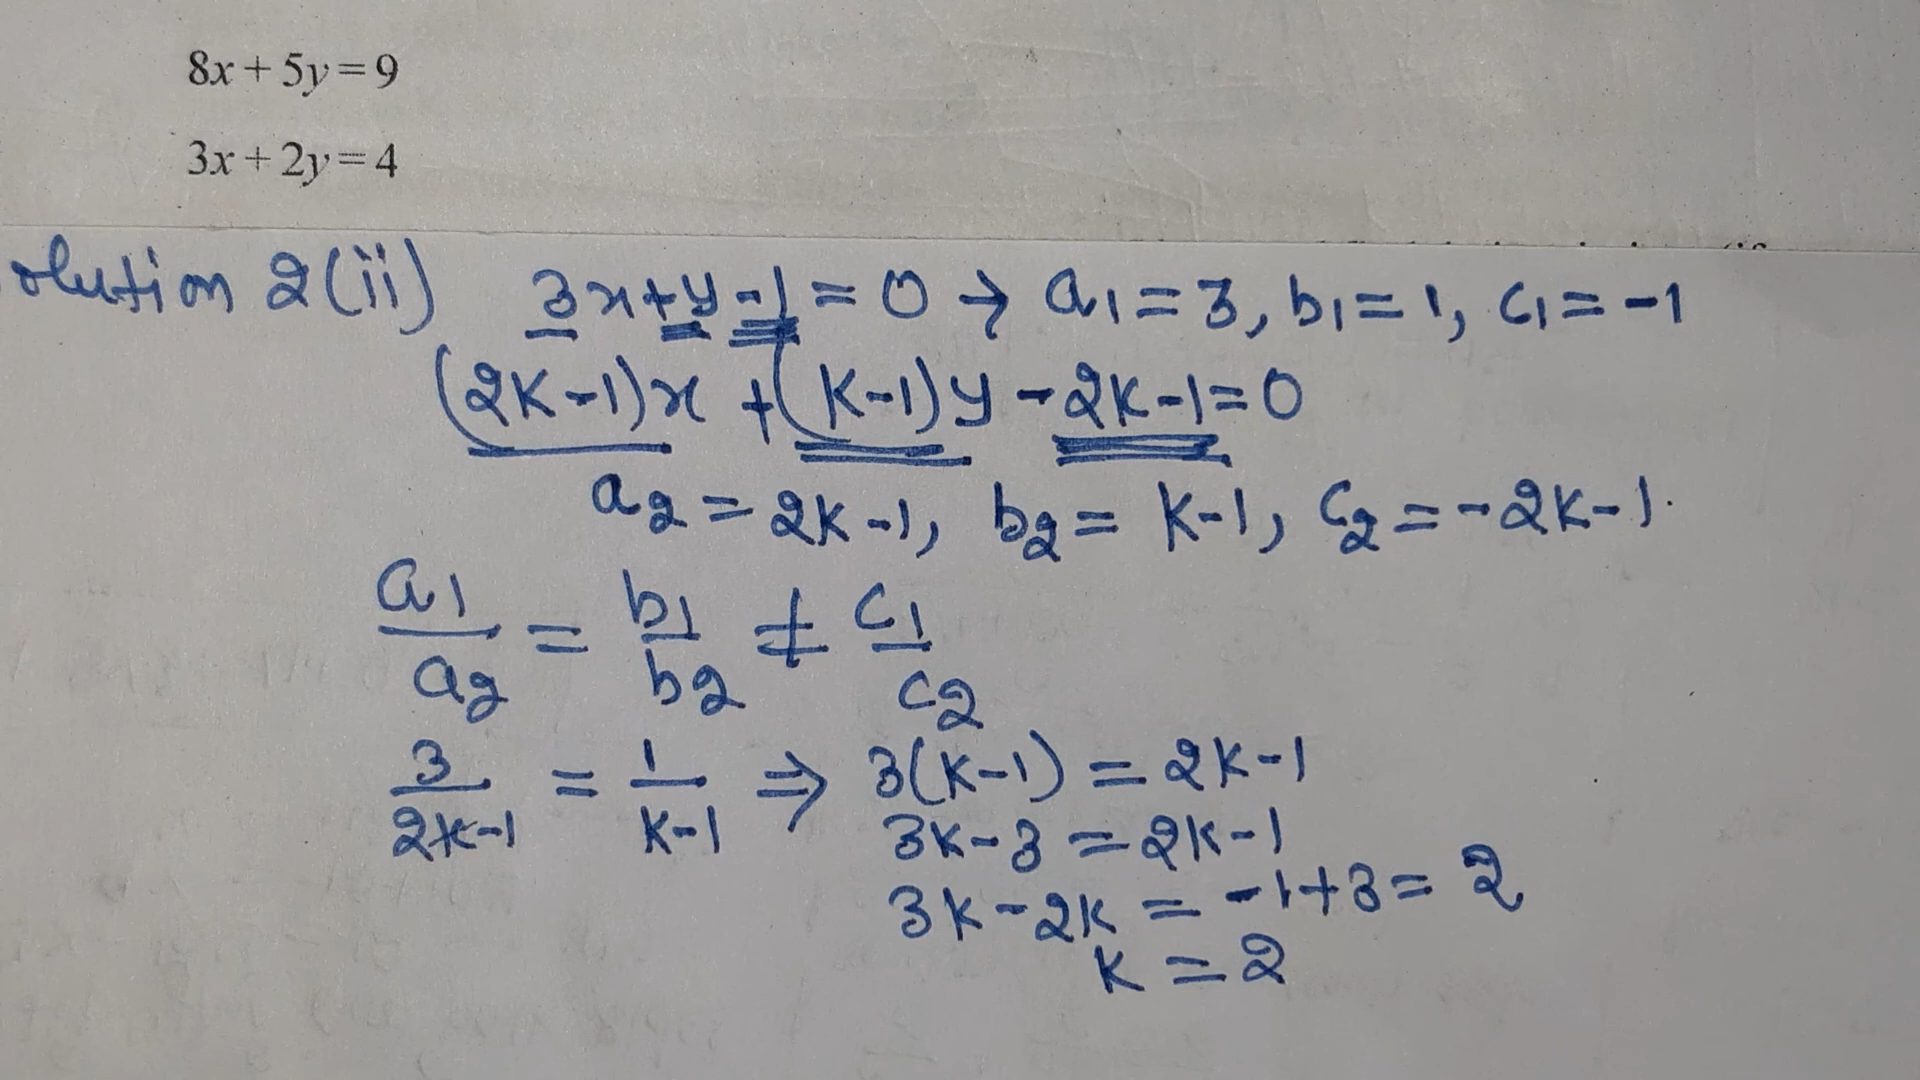 8x + 5y = 9
3x + 2y = 4
olution 2(ii) 3x+y-1=0 → a1=3, b1=1, c1=-1
(2K-1)x +(K-1)y-2K-1=0
a2=2K-1, b2=K-1, c2=-2K-1.
a1/a2 = b1/b2 ≠ c1/c2
3/2K-1 = 1/K-1 ⇒ 3(K-1)=2K-1
3K-3=2K-1
3K-2K=-1+3=2
K=2